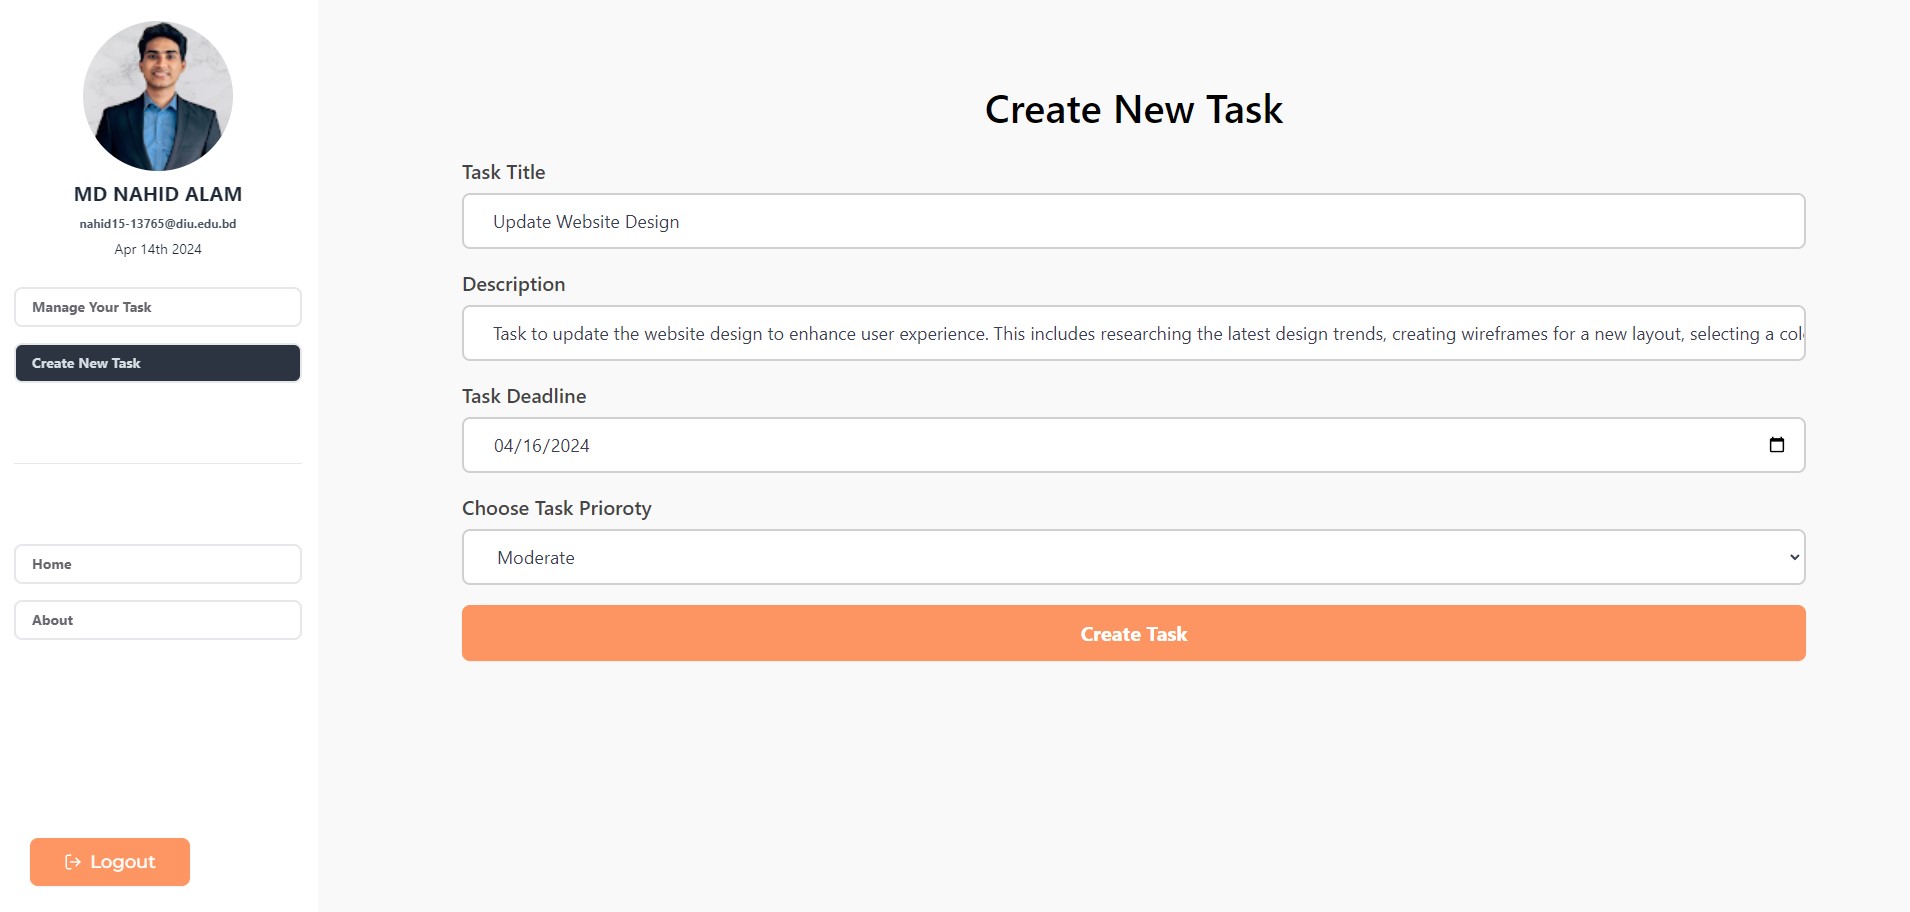 MD NAHID ALAM
nahid15-13765@diu.edu.bd
Apr 14th 2024
Manage Your Task
Create New Task
Home
About
Logout
Create New Task
Task Title
Update Website Design
Description
Task to update the website design to enhance user experience. This includes researching the latest design trends, creating wireframes for a new layout, selecting a col
Task Deadline
04/16/2024
Choose Task Prioroty
Moderate
Create Task